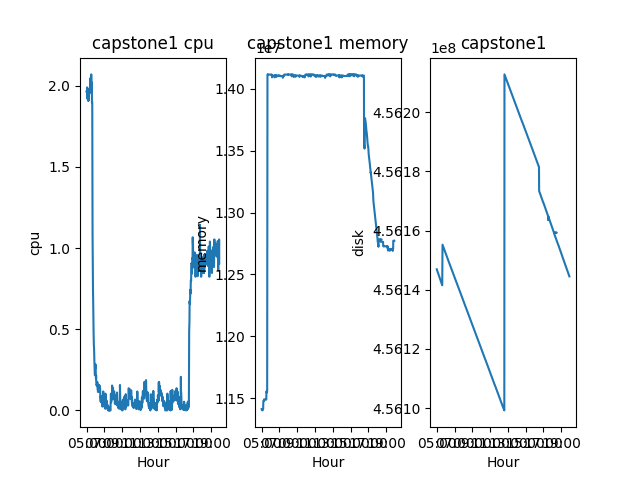 capstone1 cpu
capstone1 memory
capstone1
1e7
1e8
2.0
1.5
1.0
0.5
0.0
cpu
1.40
1.35
1.30
1.25
1.20
1.15
memory
4.5620
4.5618
4.5616
4.5614
4.5612
4.5610
disk
Hour
Hour
Hour